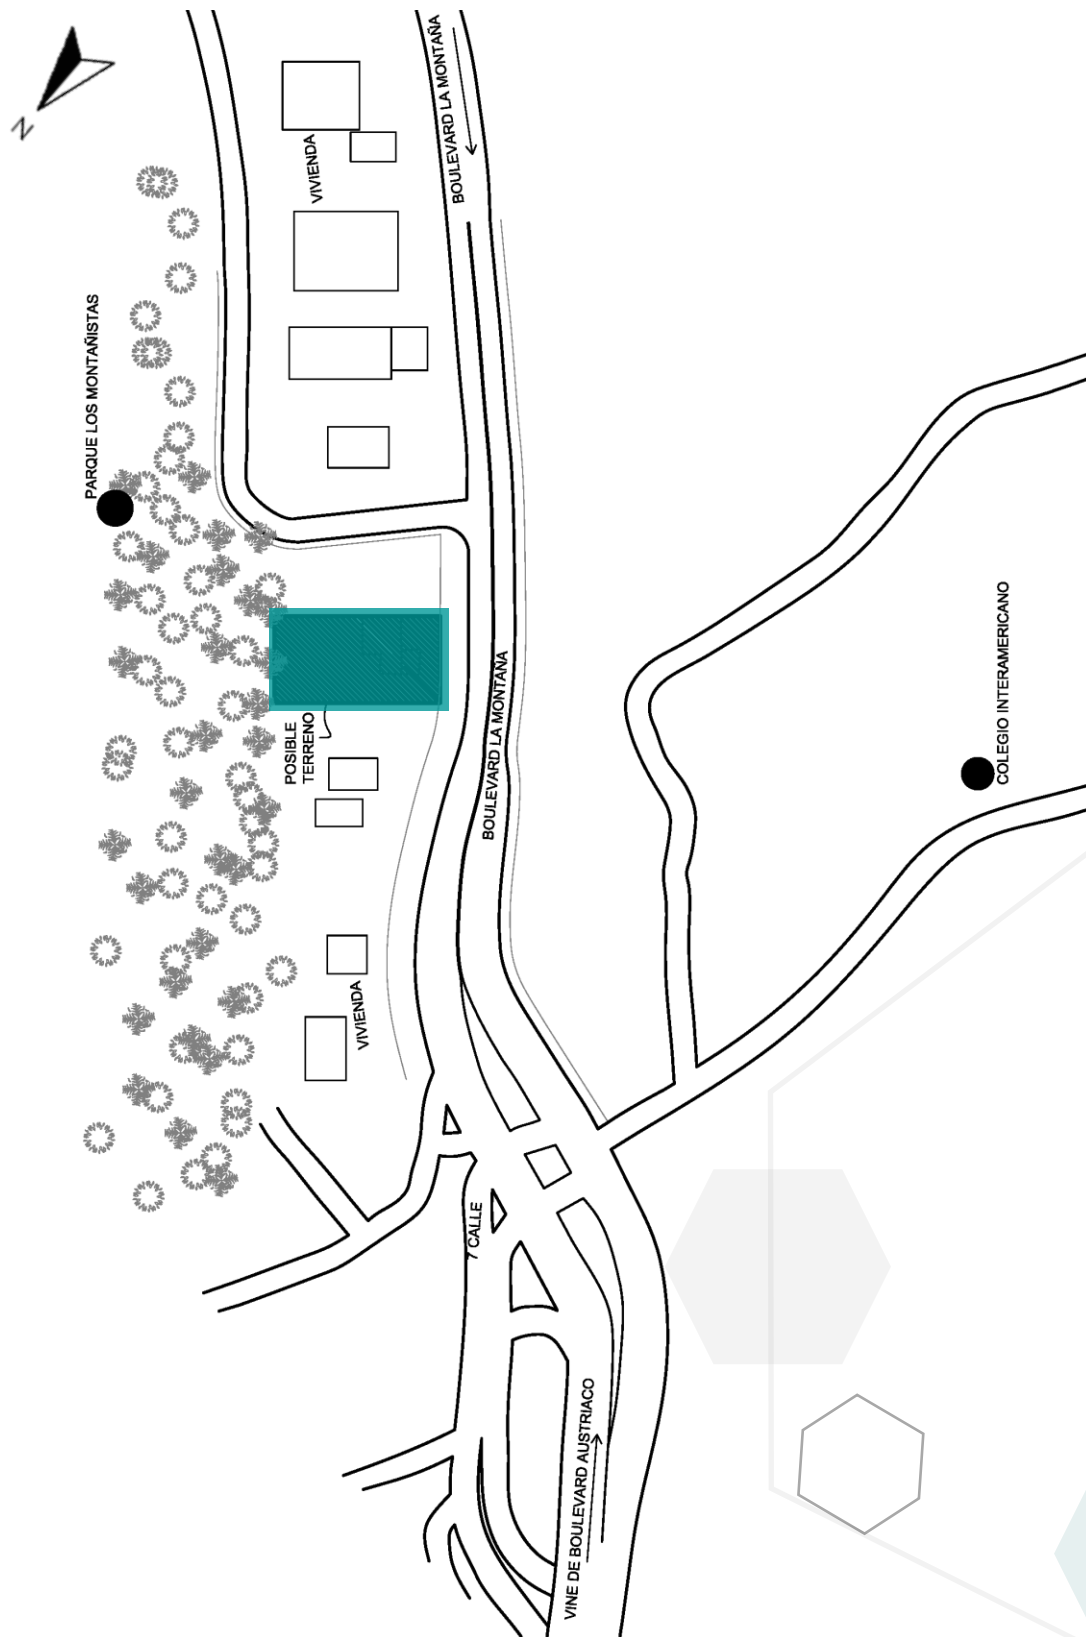 BOULEVARD LA MONTAÑA
N
VIVIENDA
PARQUE LOS MONTAÑISTAS
COLEGIO INTERAMERICANO
BOULEVARD LA MONTAÑA
POSIBLE
TERRENO
VIVIENDA
7 CALLE
VINE DE BOULEVARD AUSTRIACO